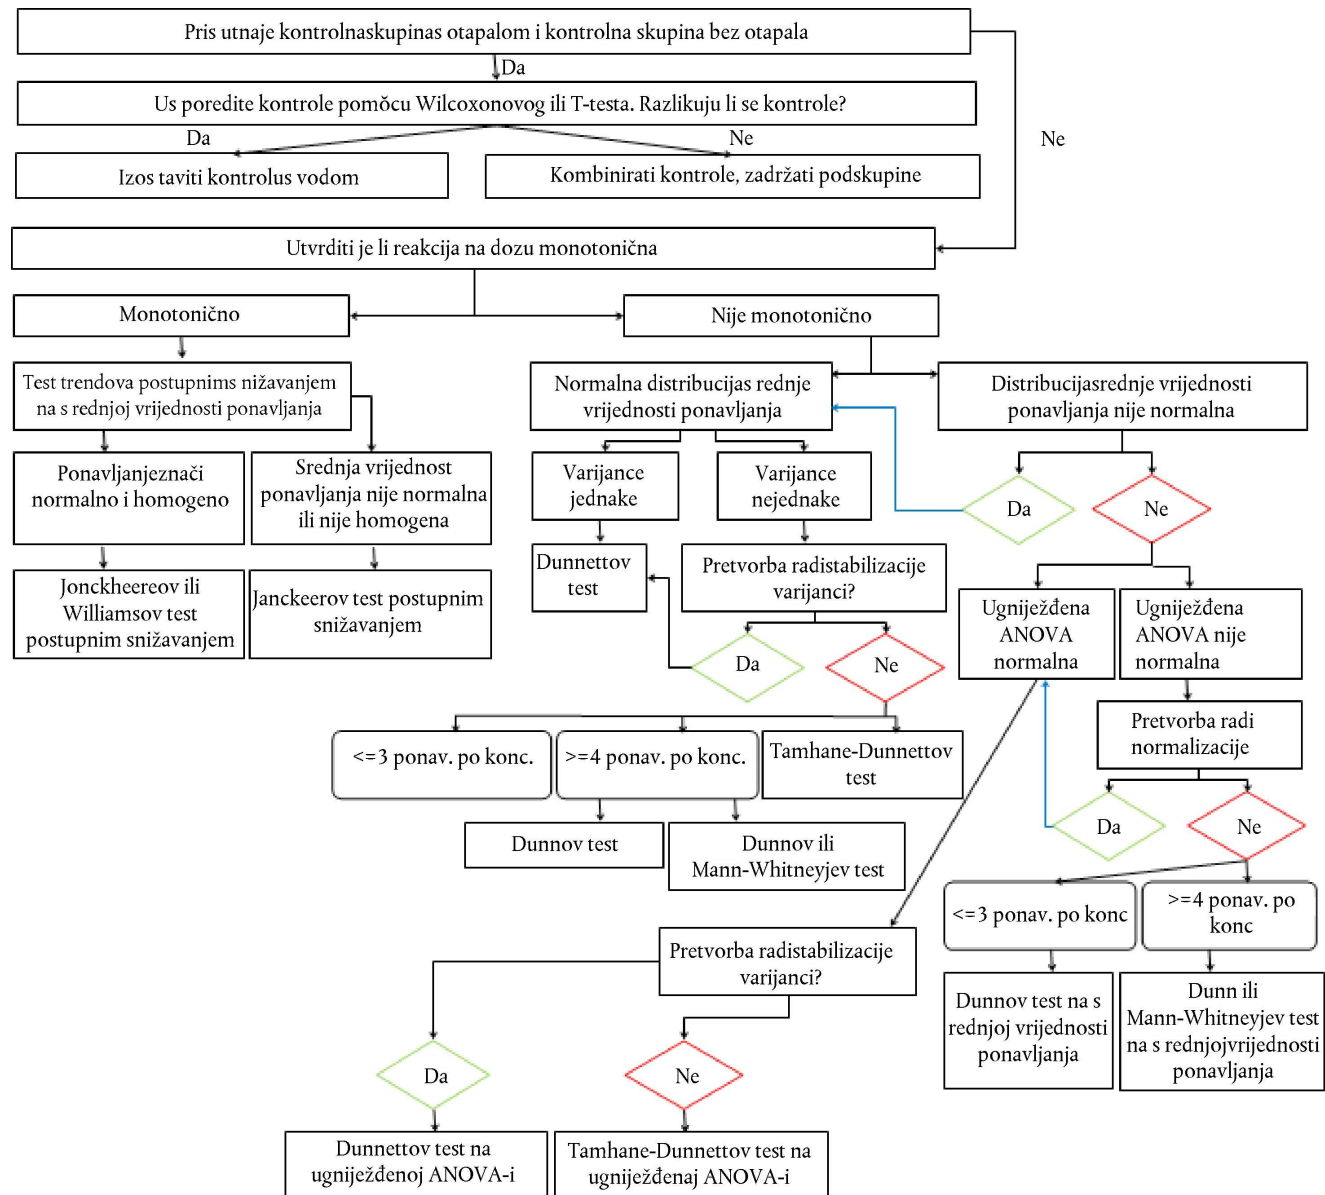 Pris utnaje kontrolnaskupinas otapalom i kontrolna skupina bez otapala
Da
Us poredite kontrole pomŏcu Wilcoxonovog ili T-testa. Razlikuju li se kontrole?
Da
Ne
Ne
Izos taviti kontrolus vodom
Kombinirati kontrole, zadržati podskupine
Utvrditi je li reakcija na dozu monotonična
Monotonično
Nije monotonično
Test trendova postupnims nižavanjem
na s rednjoj vrijednosti ponavljanja
Normalna distribucijas rednje
vrijednosti ponavljanja
Distribucijasrednje vrijednosti
ponavljanja nije normalna
Ponavljanjeznači
normalno i homogeno
Srednja vrijednost
ponavljanja nije normalna
ili nije homogena
Varijance
jednake
Varijance
nejednake
Da
Ne
Jonckheereov ili
Williamsov test
postupnim snižavanjem
Janckeerov test postupnim
snižavanjem
Dunnettov
test
Pretvorba radistabilizacije
varijanci?
Ugniježđena
ANOVA
normalna
Ugniježđena
ANOVA nije
normalna
Da
Ne
Pretvorba radi
normalizacije
<=3 ponav. po konc.
>=4 ponav. po konc.
Tamhane-Dunnettov
test
Da
Ne
Dunnov test
Dunnov ili
Mann-Whitneyjev test
<=3 ponav. po konc
>=4 ponav. po
konc
Pretvorba radistabilizacije
varijanci?
Dunnov test na s
rednjoj vrijednosti
ponavljanja
Dunn ili
Mann-Whitneyjev test
na s rednjojvrijednosti
ponavljanja
Da
Ne
Dunnettov test na
ugniježđenoj ANOVA-i
Tamhane-Dunnettov test na
ugniježđenaj ANOVA-i